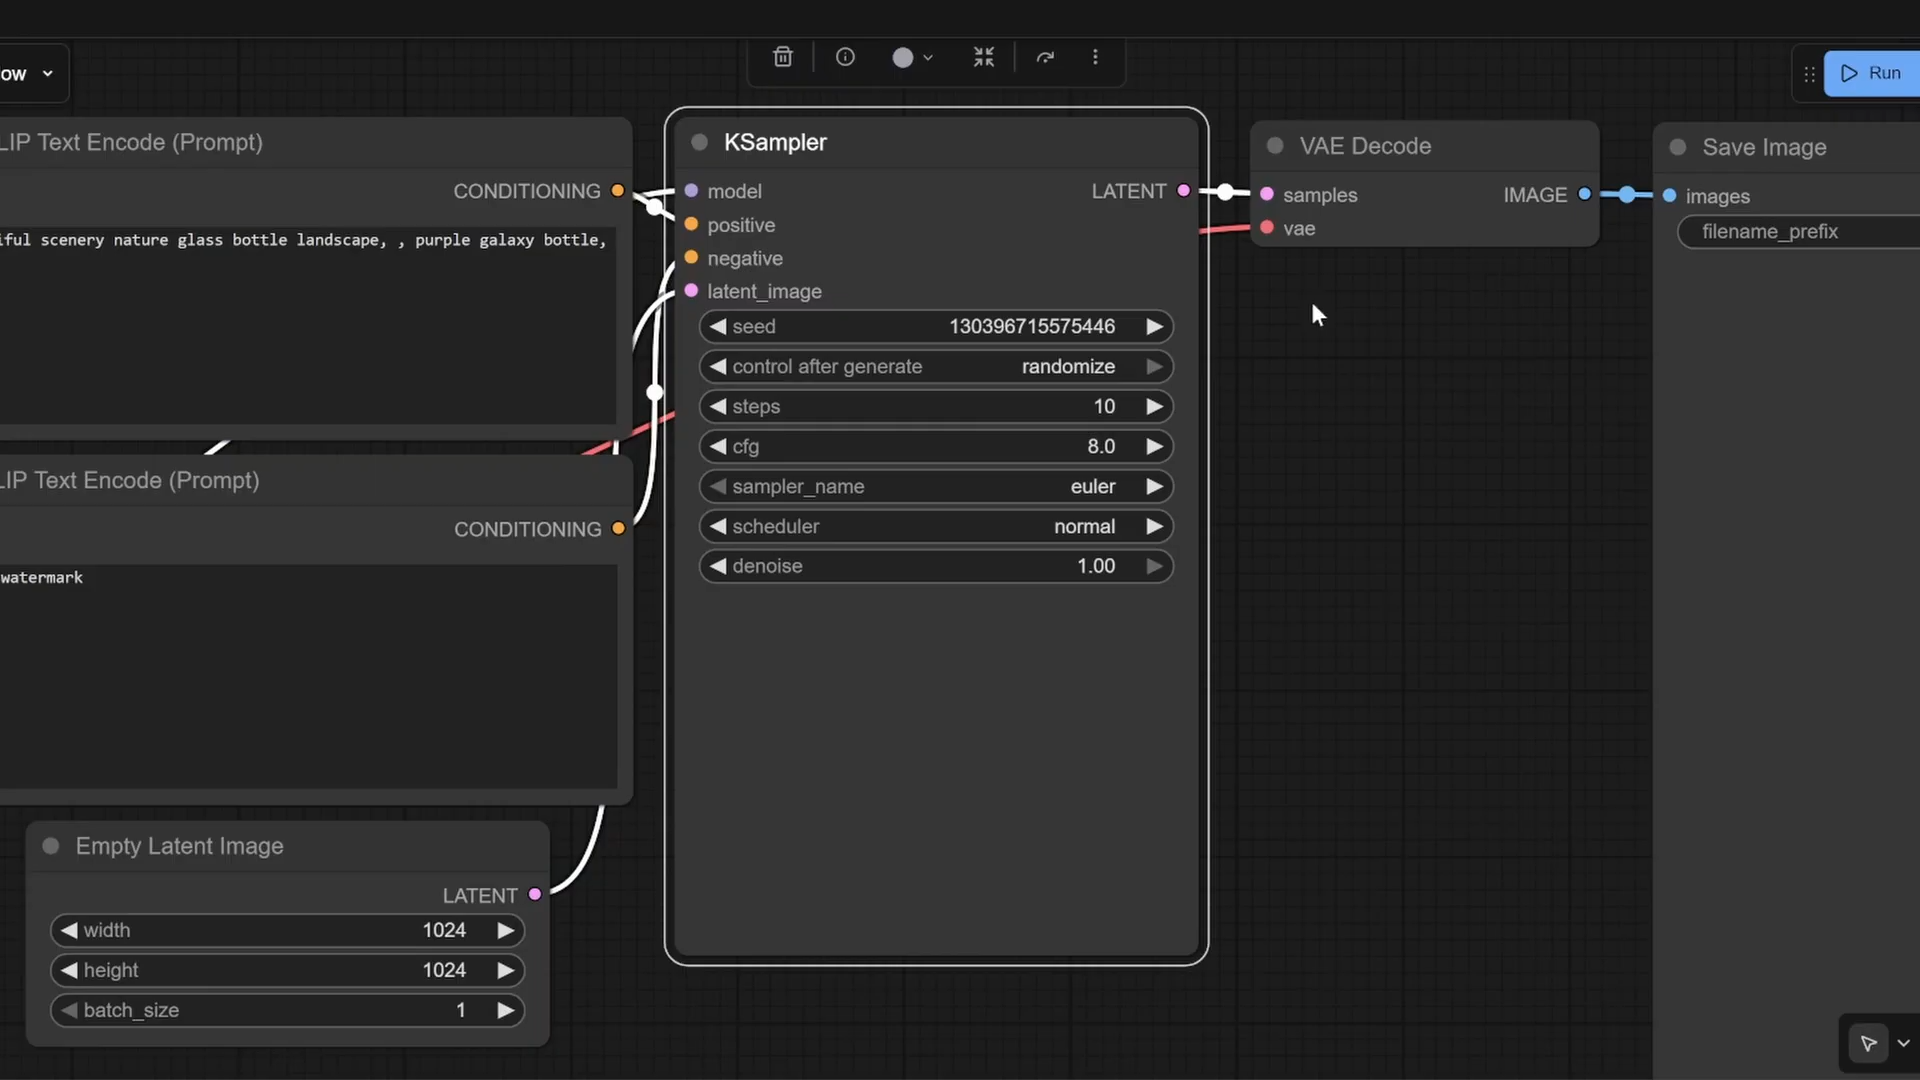 ow
Run
LIP Text Encode (Prompt)
CONDITIONING
iful scenery nature glass bottle landscape, , purple galaxy bottle,
LIP Text Encode (Prompt)
CONDITIONING
watermark
Empty Latent Image
LATENT
width 1024
height 1024
batch_size 1
KSampler
model LATENT
positive
negative
latent_image
seed 130396715575446
control after generate randomize
steps 10
cfg 8.0
sampler_name euler
scheduler normal
denoise 1.00
VAE Decode
samples IMAGE
vae
Save Image
images
filename_prefix